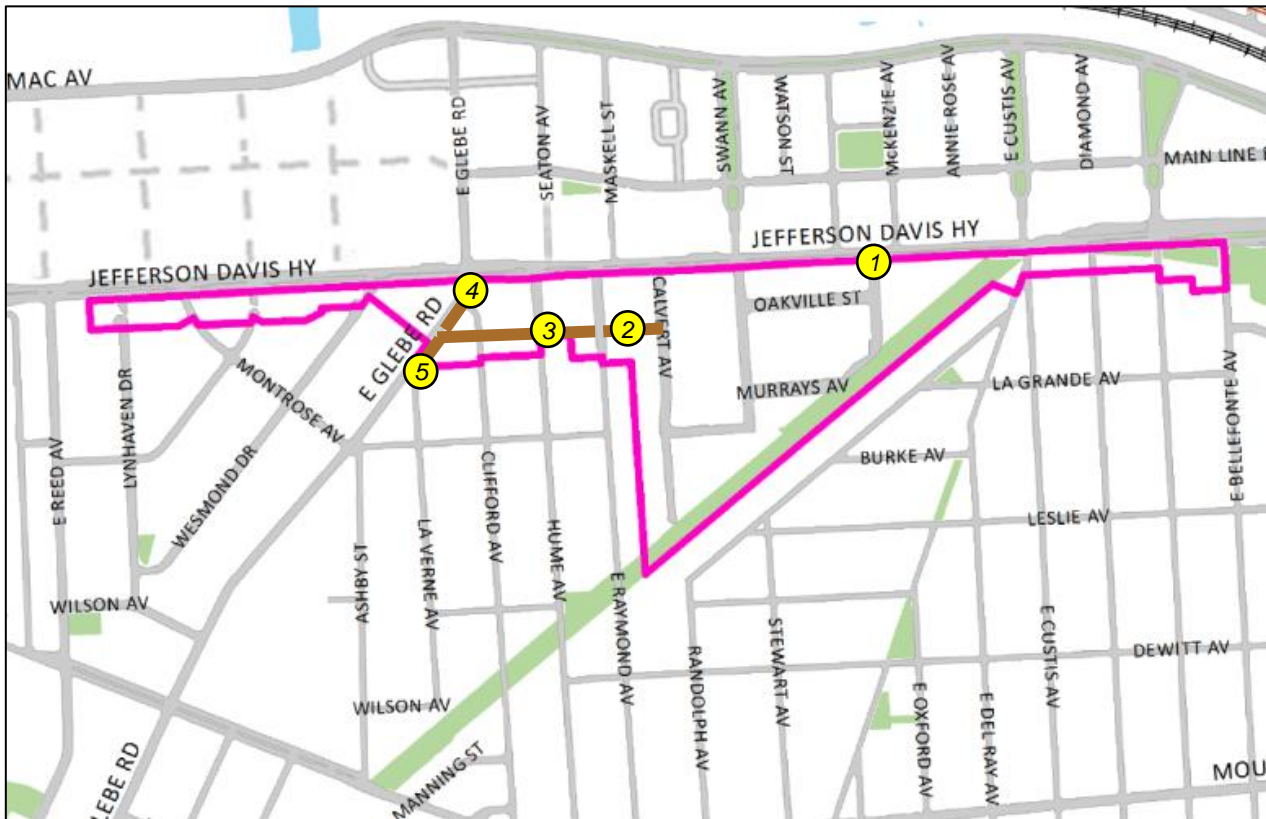 MAC AV
E GLEBE RD
SEATON AV
MASKELL ST
SWANN AV
WATSON ST
McKENZIE AV
ANNIE ROSE AV
E CUSTIS AV
DIAMOND AV
MAIN LINE
JEFFERSON DAVIS HY
JEFFERSON DAVIS HY
1
4
3
2
5
E GLEBE RD
CALVERT AV
OAKVILLE ST
MURRAYS AV
LA GRANDE AV
E BELLEFONTE AV
BURKE AV
LESLIE AV
E REED AV
LYNHAVEN DR
MONTROSE AV
WESMOND DR
ASHBY ST
LA VERNE AV
CLIFFORD AV
HUME AV
E RAYMOND AV
RANDOLPH AV
STEWART AV
E OXFORD AV
E DEL RAY AV
E CUSTIS AV
DEWITT AV
WILSON AV
WILSON AV
MANNING ST
LEBE RD
MOU